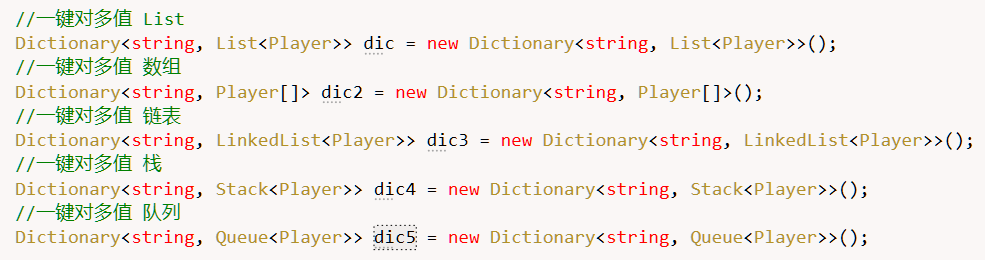 //一键对多值 List
Dictionary<string, List<Player>> dic = new Dictionary<string, List<Player>>();
//一键对多值 数组
Dictionary<string, Player[]> dic2 = new Dictionary<string, Player[]>();
//一键对多值 链表
Dictionary<string, LinkedList<Player>> dic3 = new Dictionary<string, LinkedList<Player>>();
//一键对多值 栈
Dictionary<string, Stack<Player>> dic4 = new Dictionary<string, Stack<Player>>();
//一键对多值 队列
Dictionary<string, Queue<Player>> dic5 = new Dictionary<string, Queue<Player>>();